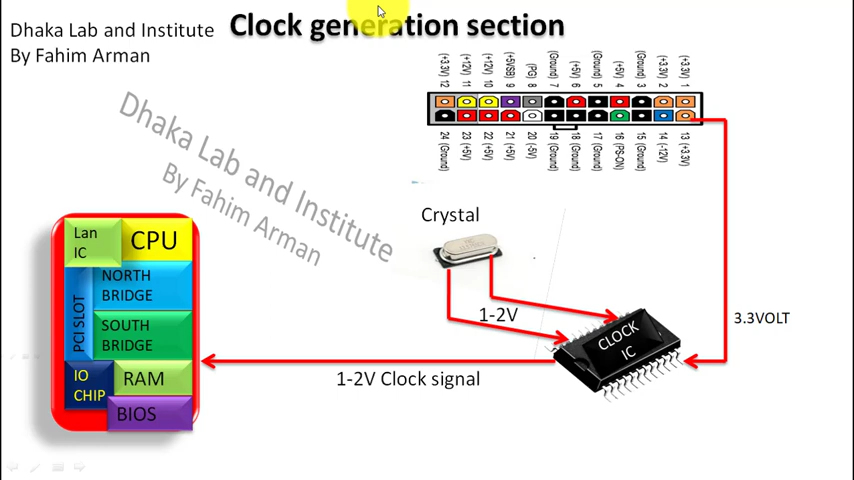 Dhaka Lab and Institute
By Fahim Arman
Clock generation section
(+3.3V) 12
(+12V) 11
(+12V) 10
(+5VSB) 9
(PG) 8
(Ground) 7
(+5V) 6
(Ground) 5
(+5V) 4
(Ground) 3
(+3.3V) 2
(+3.3V) 1
24 (Ground)
23 (+5V)
22 (+5V)
21 (+5V)
20 (-5V)
19 (Ground)
18 (Ground)
17 (Ground)
16 (PS-ON)
15 (Ground)
14 (-12V)
13 (+3.3V)
Dhaka Lab and Institute
By Fahim Arman
Crystal
1-2V
CLOCK
IC
3.3VOLT
1-2V Clock signal
Lan
IC
CPU
NORTH
BRIDGE
PCI SLOT
SOUTH
BRIDGE
IO
CHIP
RAM
BIOS